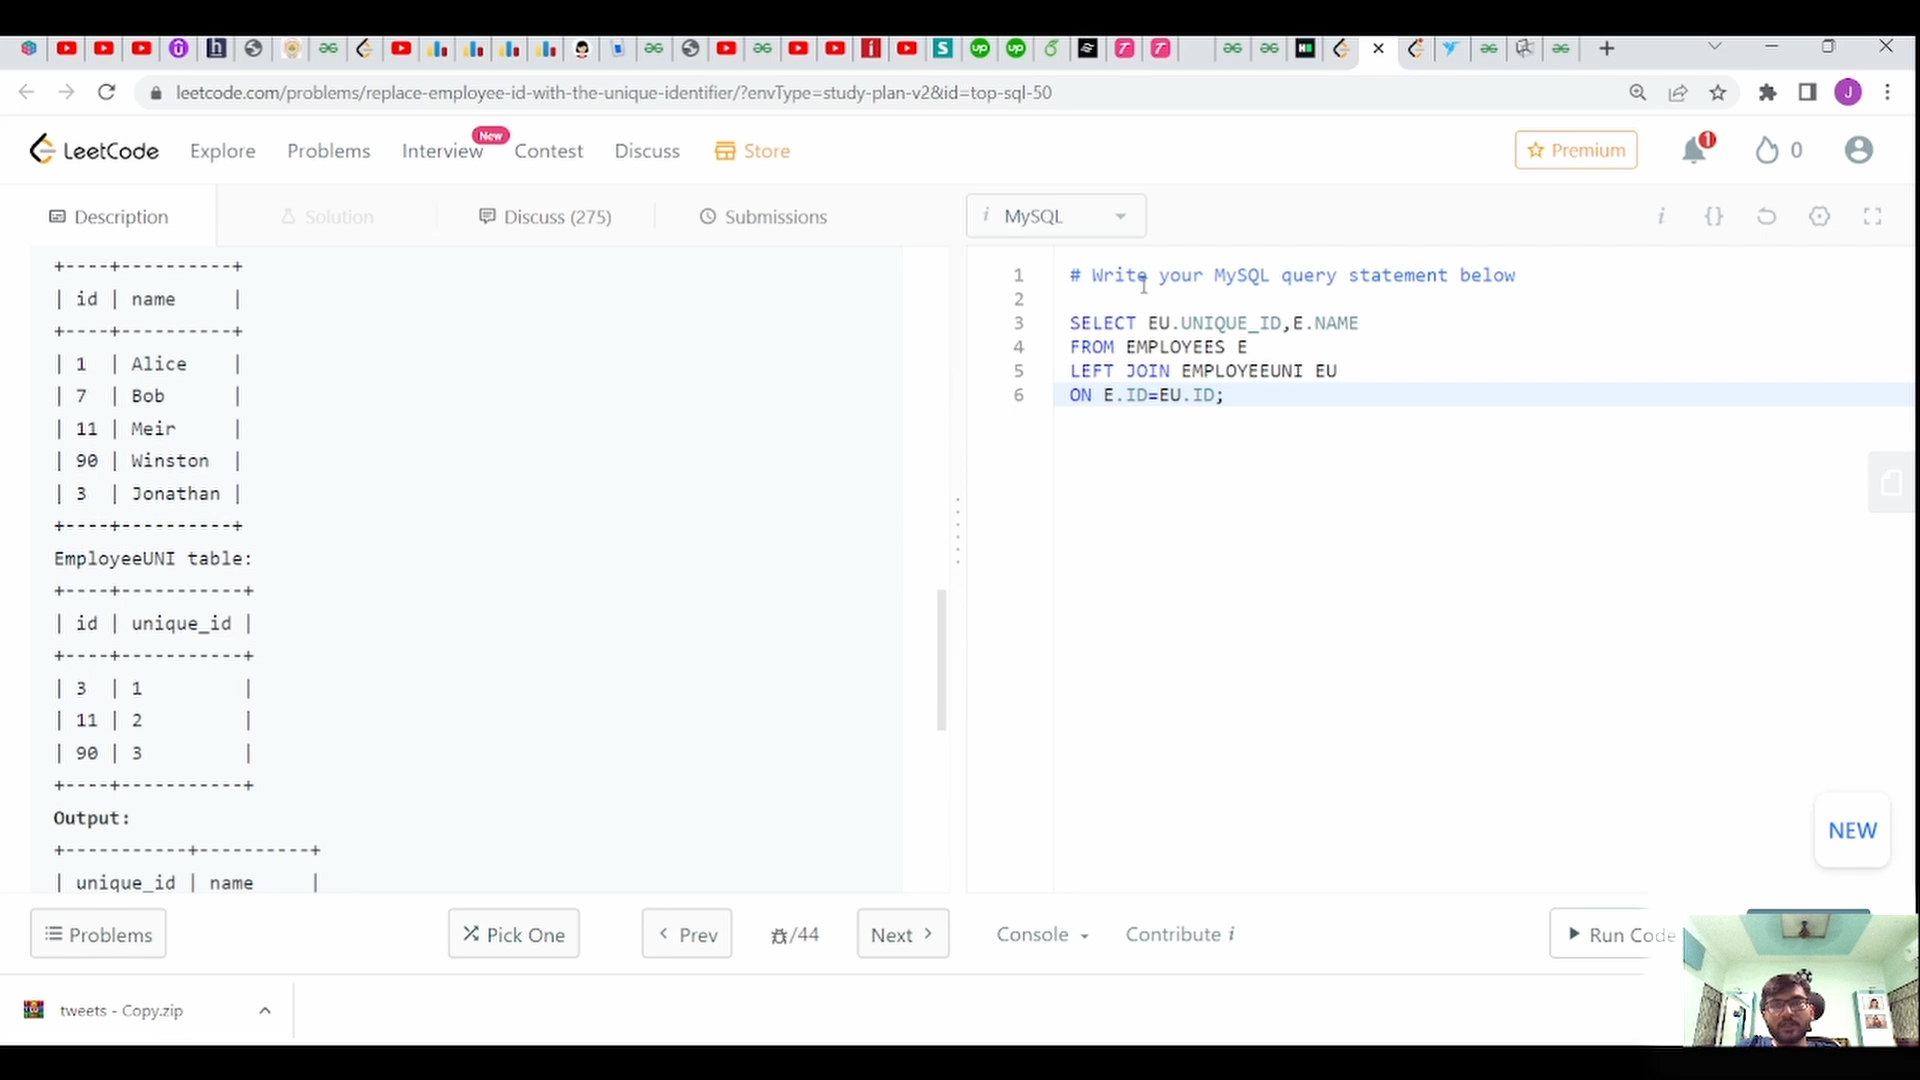 leetcode.com/problems/replace-employee-id-with-the-unique-identifier/?envType=study-plan-v2&id=top-sql-50
J
LeetCode
Explore
Problems
Interview
New
Contest
Discuss
Store
Premium
1
0
Description
Solution
Discuss (275)
Submissions
i MySQL
i {}
+----+----------+
| id | name     |
+----+----------+
| 1  | Alice    |
| 7  | Bob      |
| 11 | Meir     |
| 90 | Winston  |
| 3  | Jonathan |
+----+----------+
EmployeeUNI table:
+----+-----------+
| id | unique_id |
+----+-----------+
| 3  | 1         |
| 11 | 2         |
| 90 | 3         |
+----+-----------+
Output:
+-----------+----------+
| unique_id | name     |
1 # Write your MySQL query statement below
2
3 SELECT EU.UNIQUE_ID,E.NAME
4 FROM EMPLOYEES E
5 LEFT JOIN EMPLOYEEUNI EU
6 ON E.ID=EU.ID;
NEW
Problems
Pick One
Prev
/44
Next
Console
Contribute i
Run Code
tweets - Copy.zip